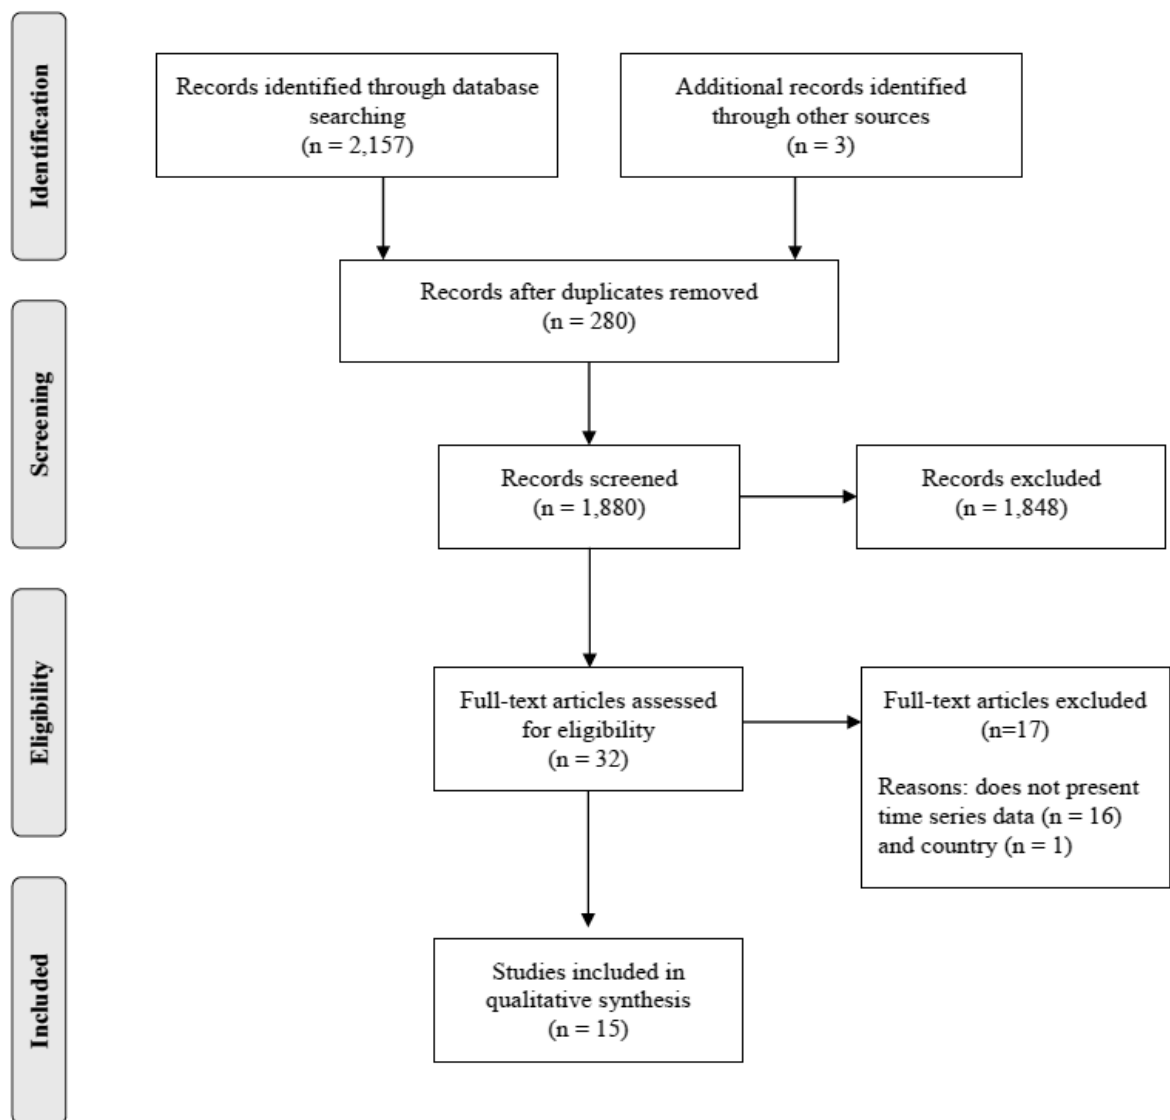 Identification
Records identified through database
searching
(n = 2,157)
Additional records identified
through other sources
(n = 3)
Records after duplicates removed
(n = 280)
Screening
Records screened
(n = 1,880)
Records excluded
(n = 1,848)
Eligibility
Full-text articles assessed
for eligibility
(n = 32)
Full-text articles excluded
(n=17)
Reasons: does not present
time series data (n = 16)
and country (n = 1)
Included
Studies included in
qualitative synthesis
(n = 15)